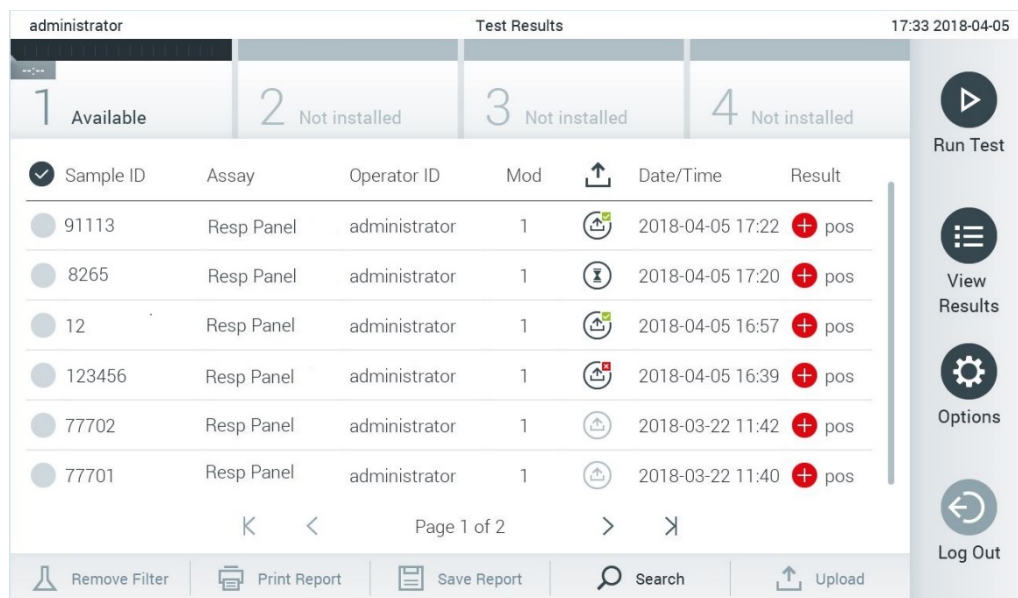 administrator Test Results 17:33 2018-04-05
--:--
1 Available 2 Not installed 3 Not installed 4 Not installed
Run Test
Sample ID Assay Operator ID Mod Date/Time Result
91113 Resp Panel administrator 1 2018-04-05 17:22 pos
8265 Resp Panel administrator 1 2018-04-05 17:20 pos
View
Results
12 Resp Panel administrator 1 2018-04-05 16:57 pos
123456 Resp Panel administrator 1 2018-04-05 16:39 pos
Options
77702 Resp Panel administrator 1 2018-03-22 11:42 pos
77701 Resp Panel administrator 1 2018-03-22 11:40 pos
Page 1 of 2
Log Out
Remove Filter Print Report Save Report Search Upload